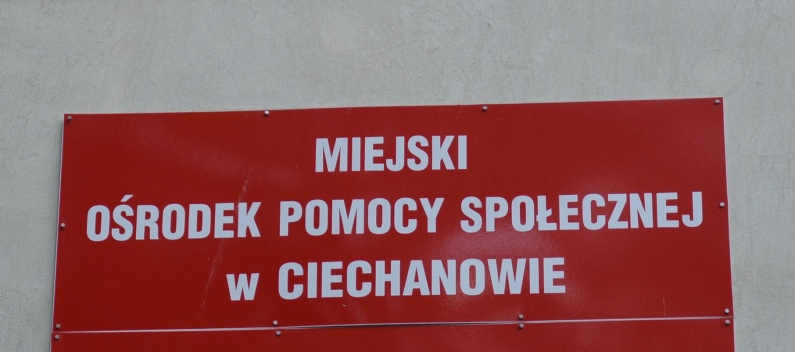 MIEJSKI
OŚRODEK POMOCY SPOŁECZNEJ
w CIECHANOWIE